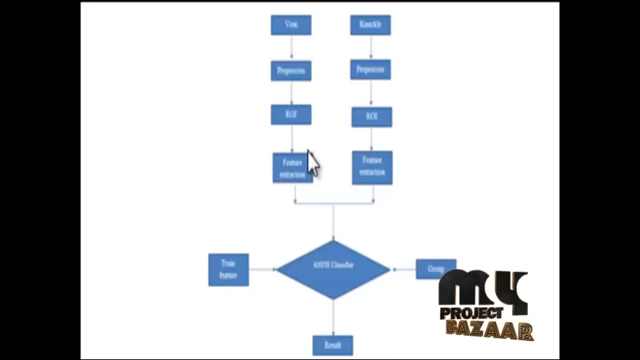 Vein
Knuckle
Preprocess
Preprocess
ROI
ROI
Feature
extraction
Feature
extraction
ANFIS Classifier
Train
feature
Group
Result
MY
PROJECT
BAZAAR